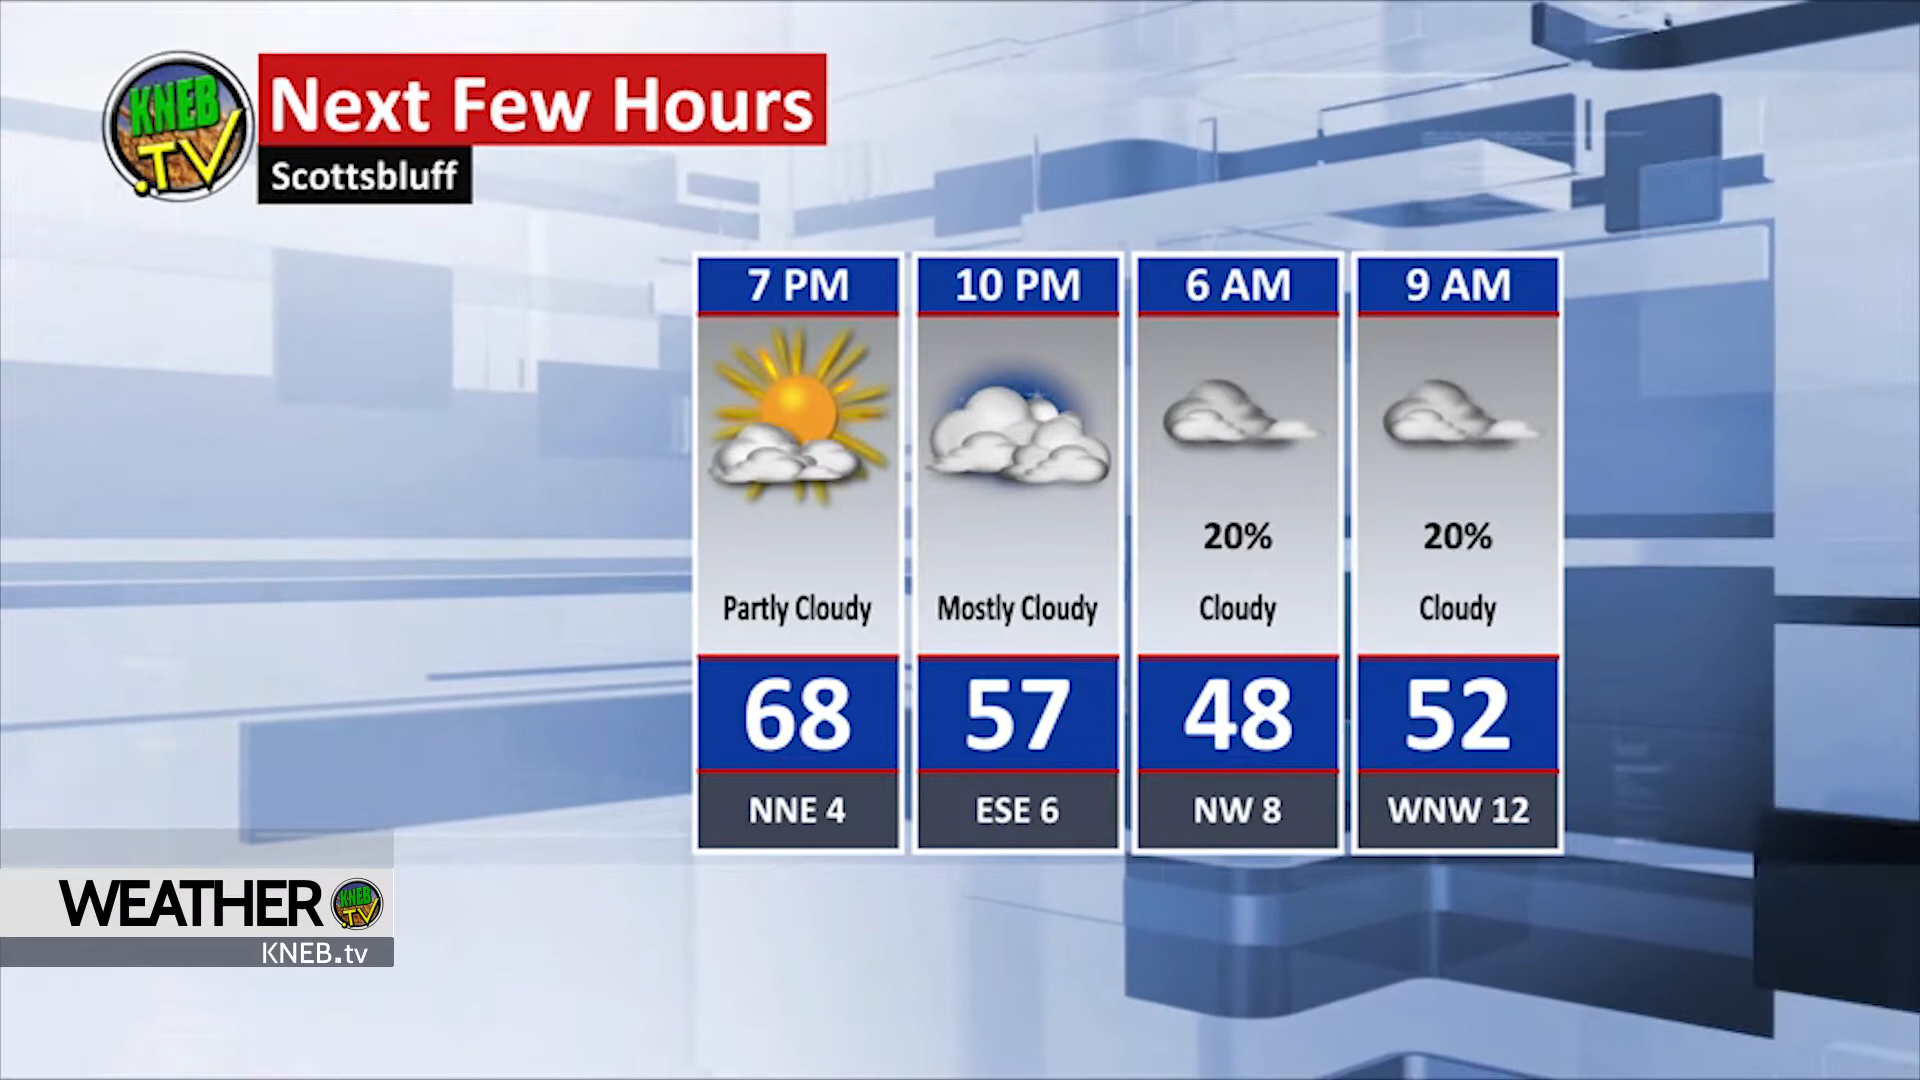 KNEB
.TV
Next Few Hours
Scottsbluff
7 PM
Partly Cloudy
68
NNE 4
10 PM
Mostly Cloudy
57
ESE 6
6 AM
20%
Cloudy
48
NW 8
9 AM
20%
Cloudy
52
WNW 12
WEATHER
KNEB
.TV
KNEB.tv